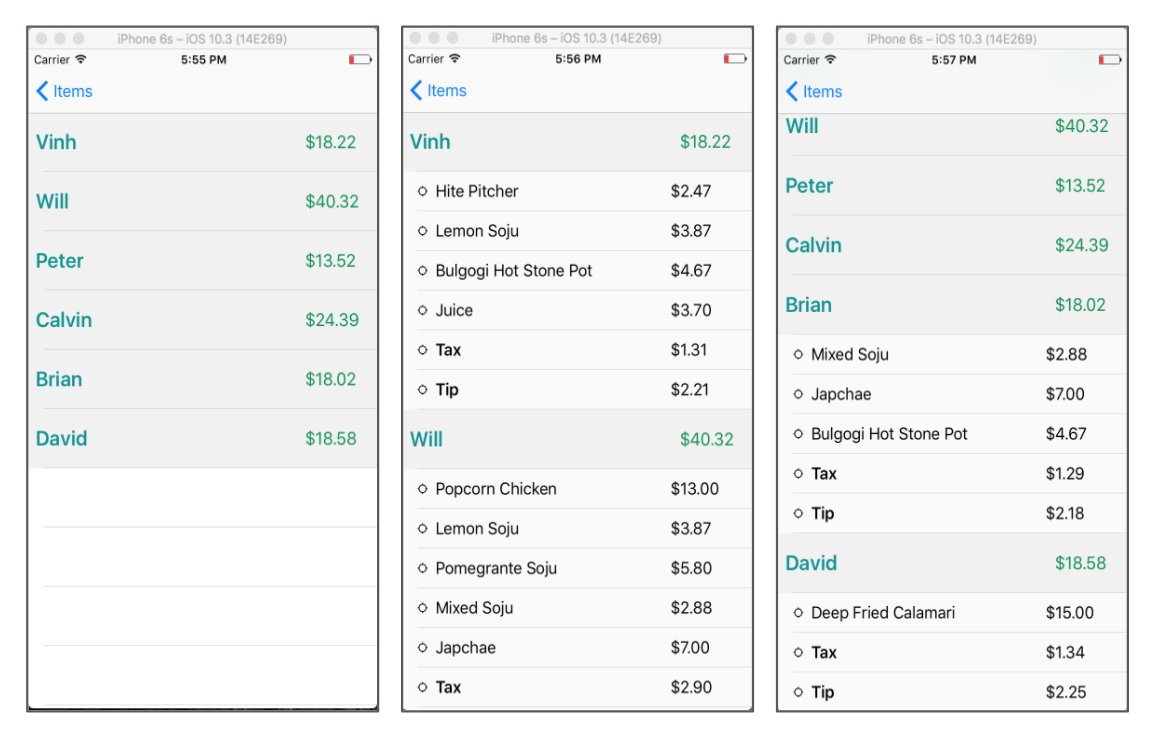 iPhone 6s – iOS 10.3 (14E269)
Carrier 5:55 PM
Items
Vinh $18.22
Will $40.32
Peter $13.52
Calvin $24.39
Brian $18.02
David $18.58
iPhone 6s – iOS 10.3 (14E269)
Carrier 5:56 PM
Items
Vinh $18.22
Hite Pitcher $2.47
Lemon Soju $3.87
Bulgogi Hot Stone Pot $4.67
Juice $3.70
Tax $1.31
Tip $2.21
Will $40.32
Popcorn Chicken $13.00
Lemon Soju $3.87
Pomegrante Soju $5.80
Mixed Soju $2.88
Japchae $7.00
Tax $2.90
iPhone 6s – iOS 10.3 (14E269)
Carrier 5:57 PM
Items
Will $40.32
Peter $13.52
Calvin $24.39
Brian $18.02
Mixed Soju $2.88
Japchae $7.00
Bulgogi Hot Stone Pot $4.67
Tax $1.29
Tip $2.18
David $18.58
Deep Fried Calamari $15.00
Tax $1.34
Tip $2.25